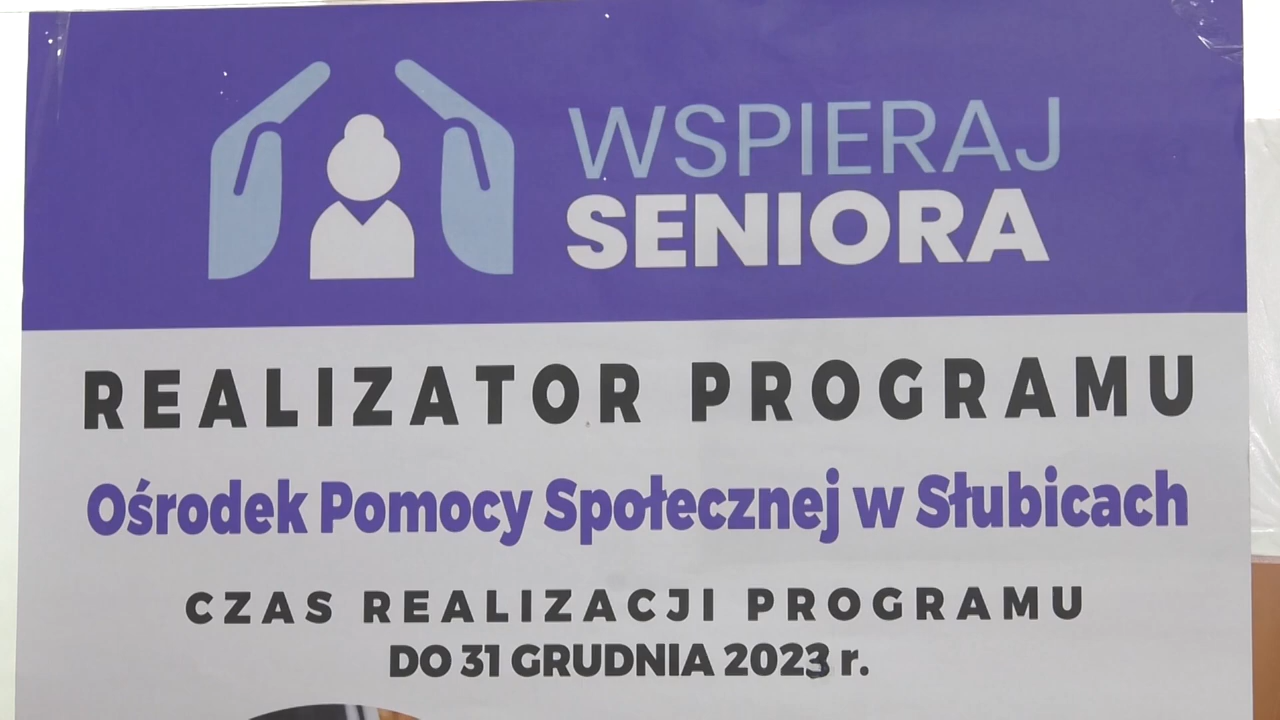 WSPIERAJ
SENIORA
REALIZATOR PROGRAMU
Ośrodek Pomocy Społecznej w Słubicach
CZAS REALIZACJI PROGRAMU
DO 31 GRUDNIA 2023 r.